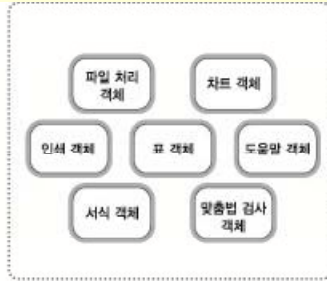 파일 처리
객체
차트 객체
인쇄 객체
표 객체
도움말 객체
서식 객체
맞춤법 검사
객체